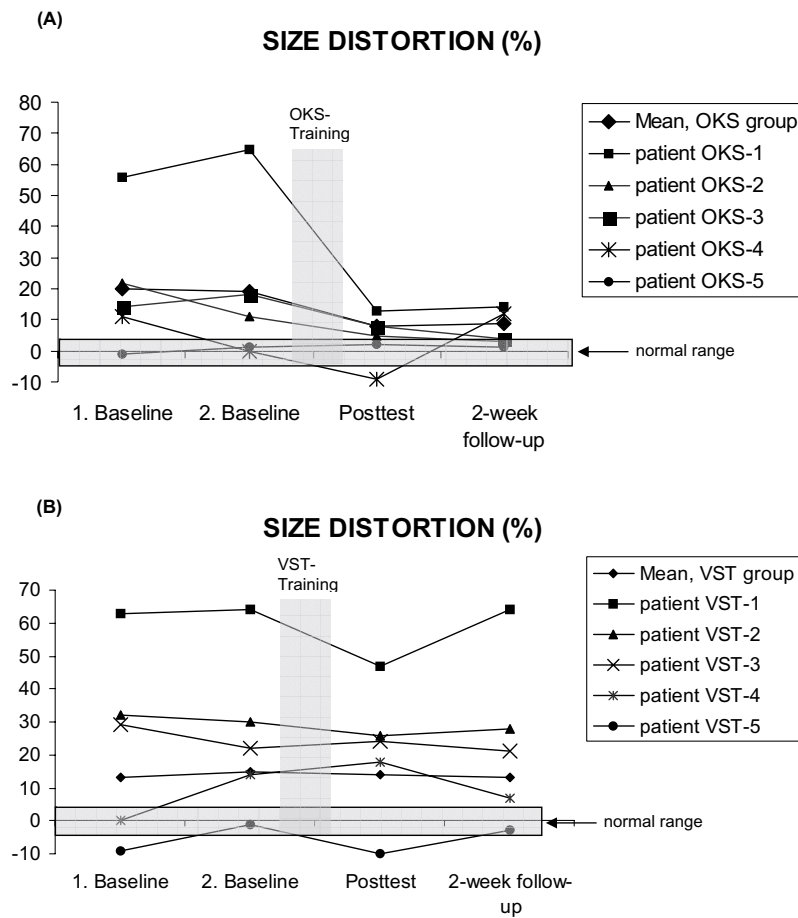 (A)
SIZE DISTORTION (%)
80
70
60
50
40
30
20
10
0
-10
OKS-
Training
Mean, OKS group
patient OKS-1
patient OKS-2
patient OKS-3
patient OKS-4
patient OKS-5
normal range
1. Baseline
2. Baseline
Posttest
2-week
follow-up
(B)
SIZE DISTORTION (%)
70
60
50
40
30
20
10
0
-10
VST-
Training
Mean, VST group
patient VST-1
patient VST-2
patient VST-3
patient VST-4
patient VST-5
normal range
1. Baseline
2. Baseline
Posttest
2-week follow-
up